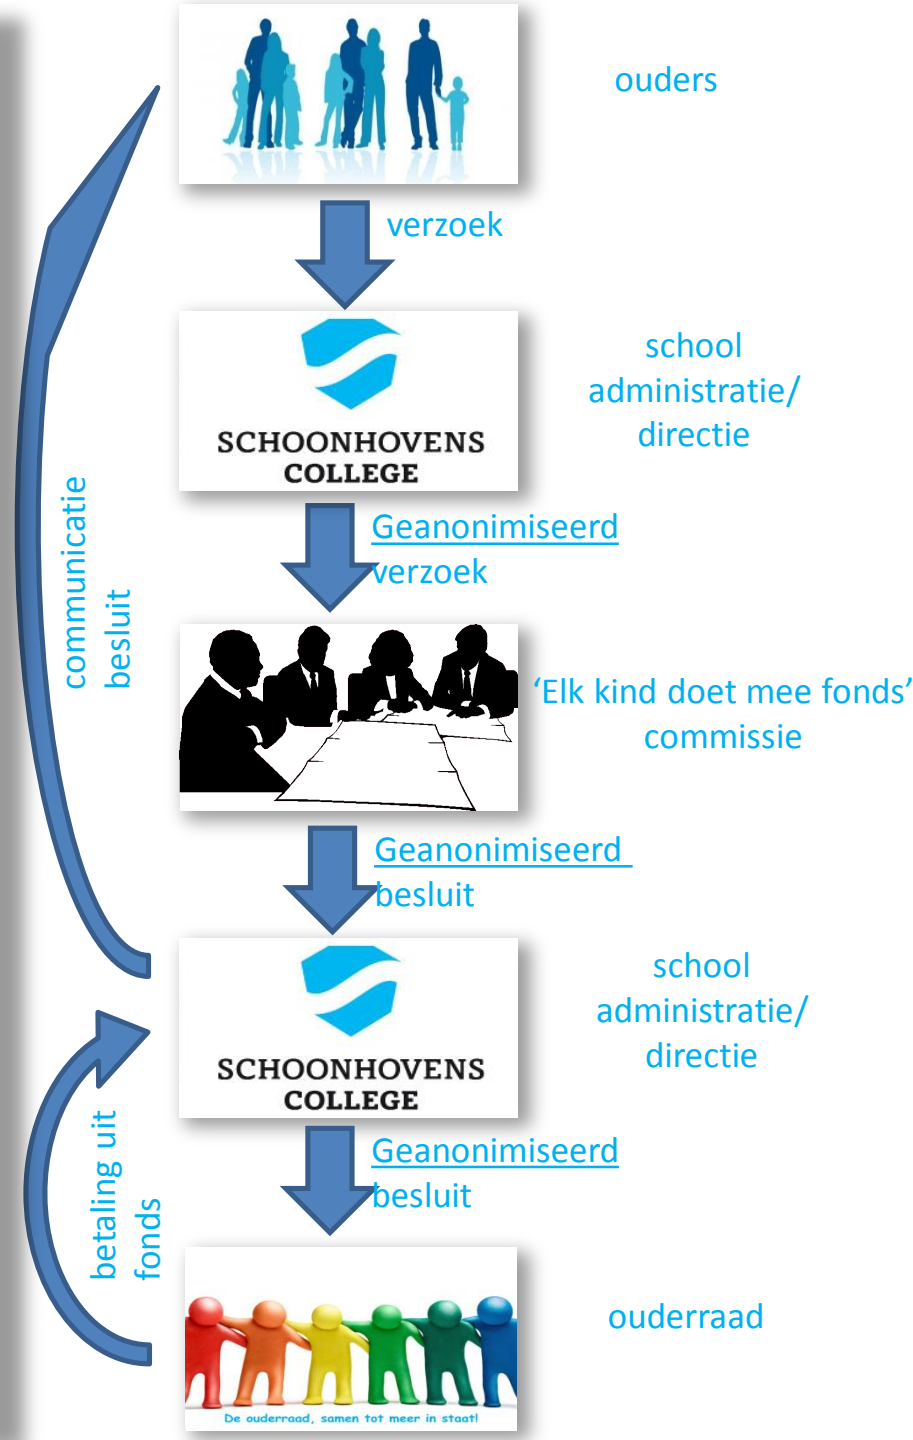 ouders
verzoek
SCHOONHOVENS
COLLEGE
school
administratie/
directie
Geanonimiseerd
verzoek
communicatie
besluit
‘Elk kind doet mee fonds’
commissie
Geanonimiseerd
besluit
SCHOONHOVENS
COLLEGE
school
administratie/
directie
betaling uit
fonds
Geanonimiseerd
besluit
De ouderraad, samen tot meer in staat!
ouderraad